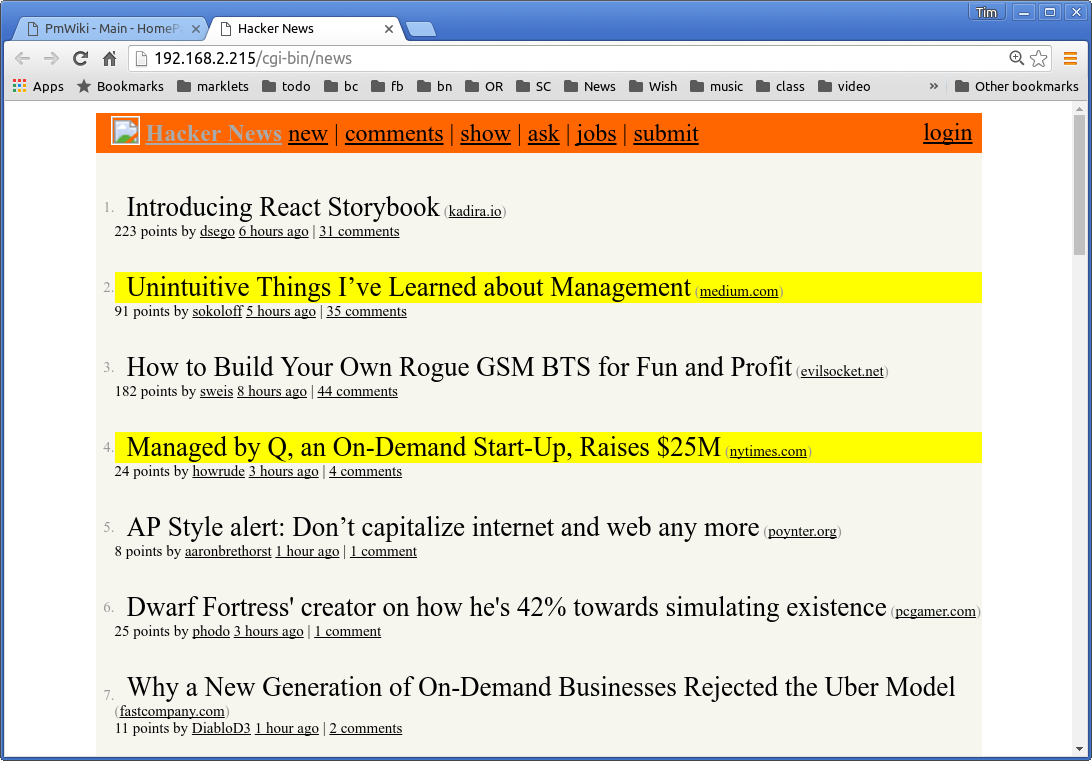 Tim
PmWiki - Main - HomeP
Hacker News
192.168.2.215/cgi-bin/news
Apps Bookmarks marklets todo bc fb bn OR SC News Wish music class video » Other bookmarks
Hacker News new | comments | show | ask | jobs | submit login
1. Introducing React Storybook (kadira.io)
223 points by dsego 6 hours ago | 31 comments
2. Unintuitive Things I’ve Learned about Management (medium.com)
91 points by sokoloff 5 hours ago | 35 comments
3. How to Build Your Own Rogue GSM BTS for Fun and Profit (evilsocket.net)
182 points by sweis 8 hours ago | 44 comments
4. Managed by Q, an On-Demand Start-Up, Raises $25M (nytimes.com)
24 points by howrude 3 hours ago | 4 comments
5. AP Style alert: Don’t capitalize internet and web any more (poynter.org)
8 points by aaronbrethorst 1 hour ago | 1 comment
6. Dwarf Fortress' creator on how he's 42% towards simulating existence (pcgamer.com)
25 points by phodo 3 hours ago | 1 comment
7. Why a New Generation of On-Demand Businesses Rejected the Uber Model
(fastcompany.com)
11 points by DiabloD3 1 hour ago | 2 comments